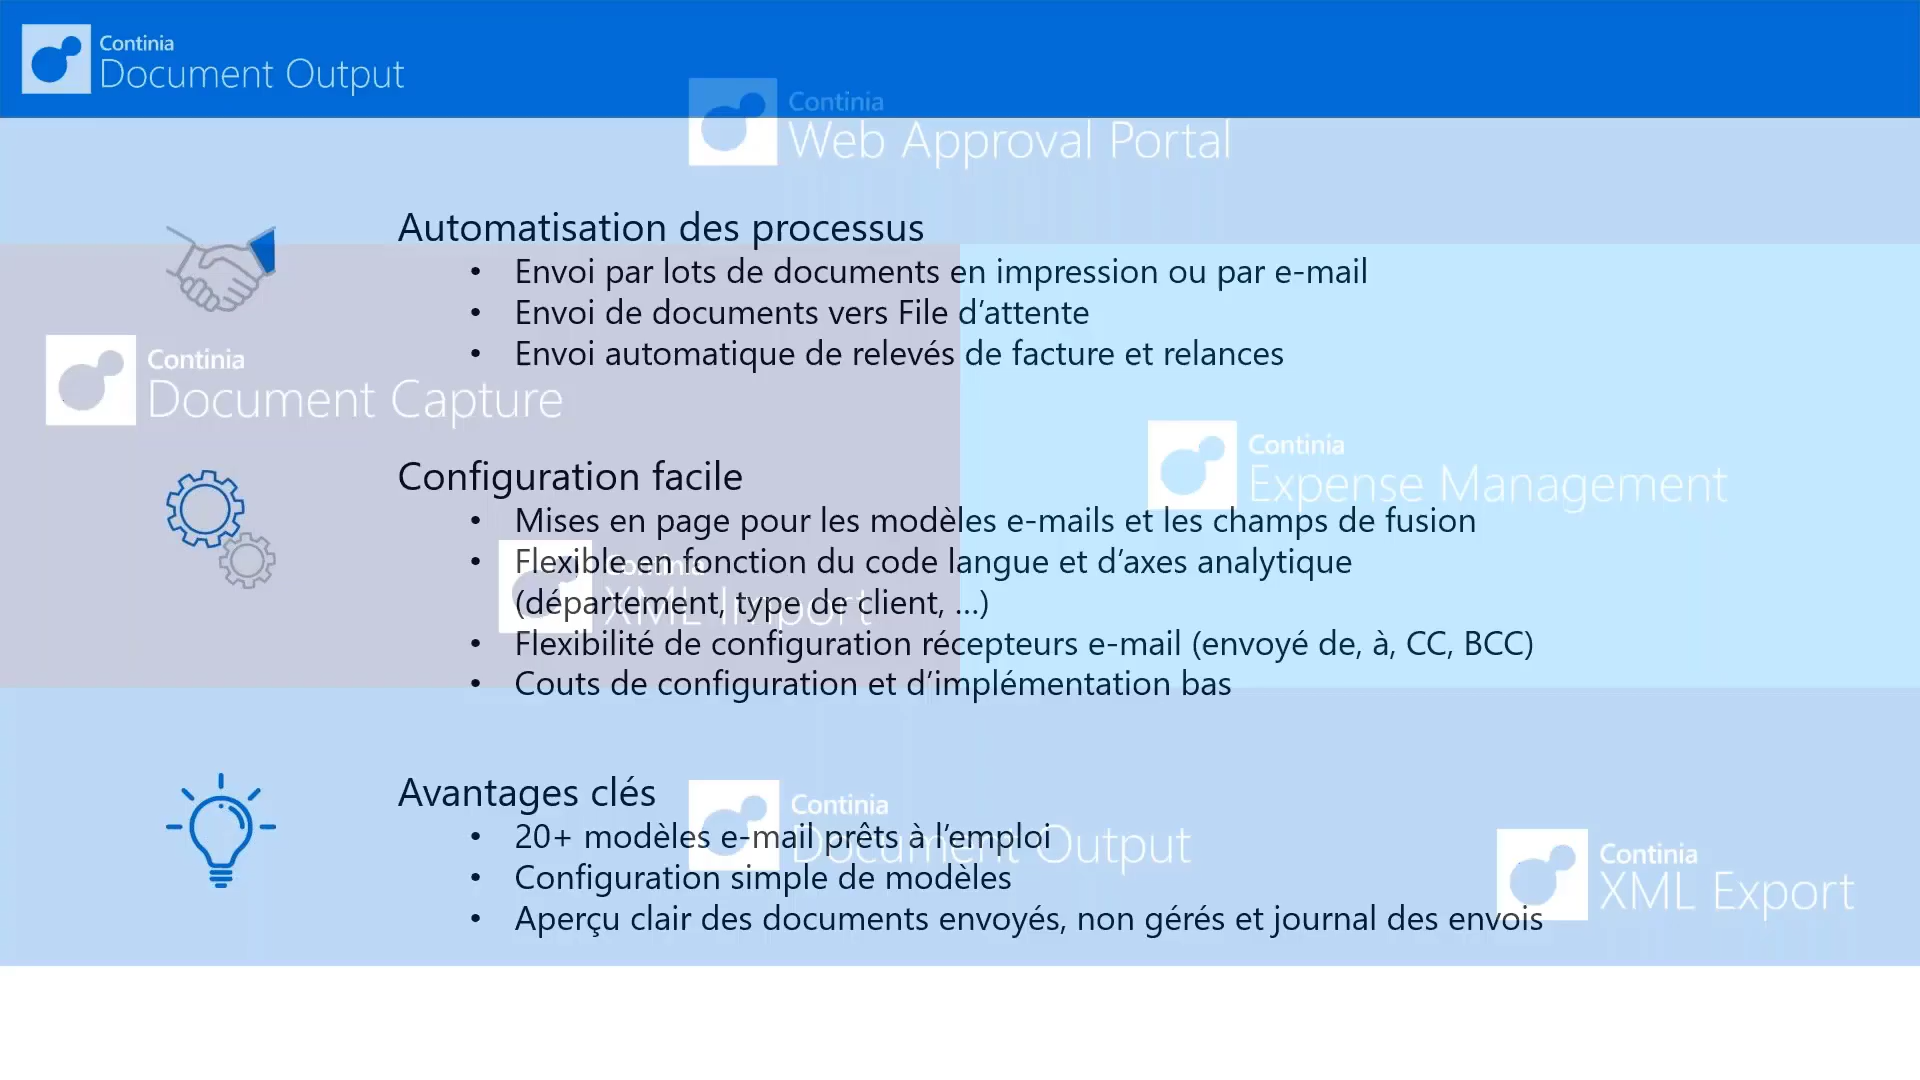 Continia
Document Output
Continia
Web Approval Portal
Automatisation des processus
• Envoi par lots de documents en impression ou par e-mail
• Envoi de documents vers File d’attente
• Envoi automatique de relevés de facture et relances
Continia
Document Capture
Continia
Expense Management
Configuration facile
• Mises en page pour les modèles e-mails et les champs de fusion
• Flexible en fonction du code langue et d’axes analytique
(département, type de client, ...)
• Flexibilité de configuration récepteurs e-mail (envoyé de, à, CC, BCC)
• Couts de configuration et d’implémentation bas
Continia
XML Import
Avantages clés
• 20+ modèles e-mail prêts à l’emploi
• Configuration simple de modèles
• Aperçu clair des documents envoyés, non gérés et journal des envois
Continia
Document Output
Continia
XML Export